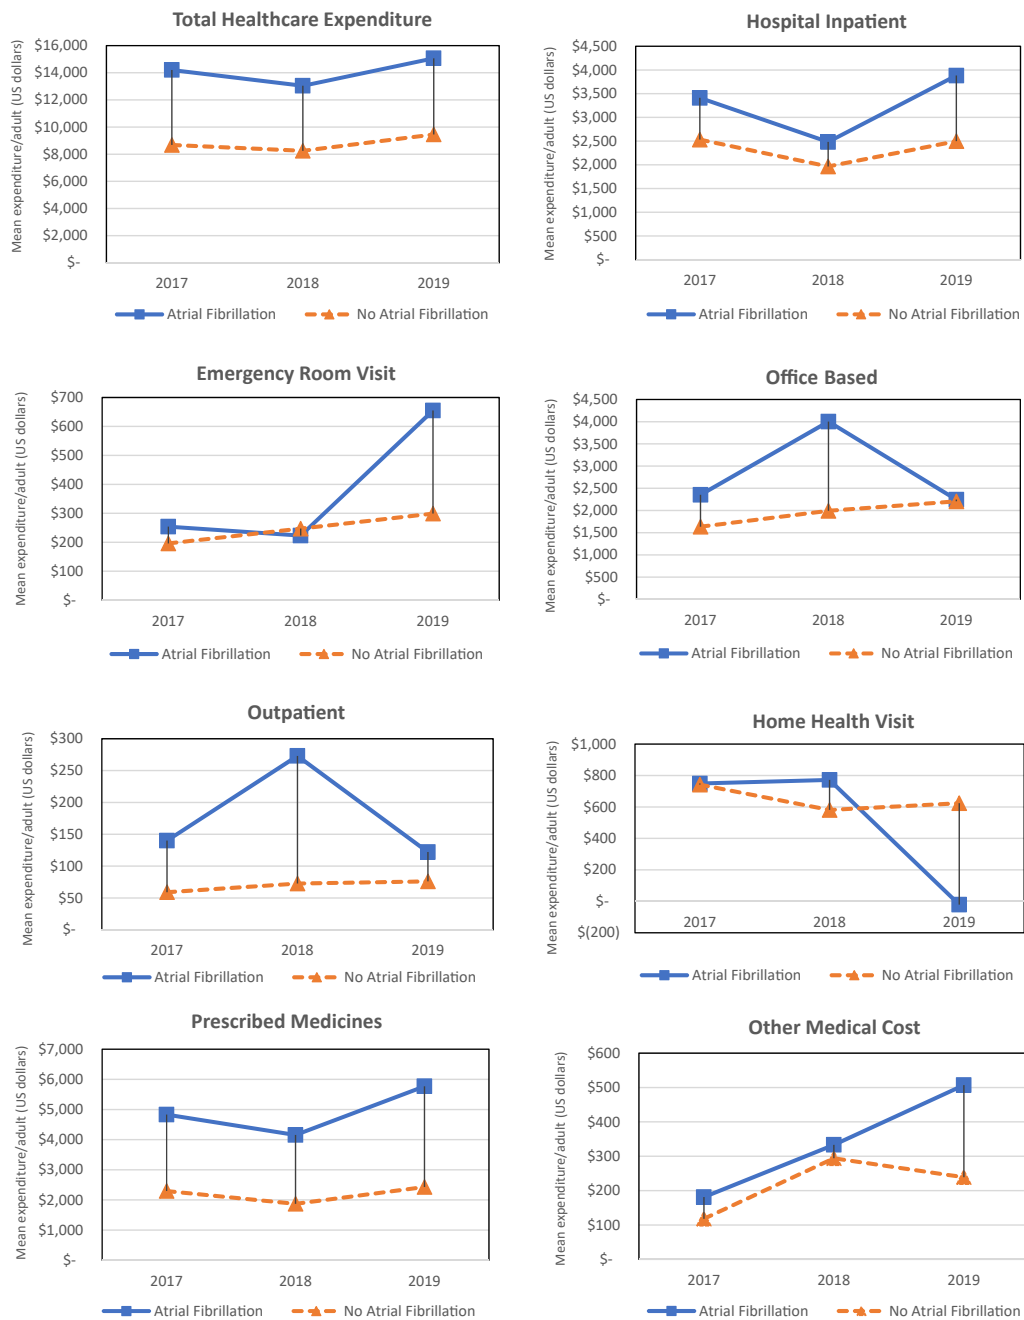 Total Healthcare Expenditure
Mean expenditure/adult (US dollars)
$16,000
$14,000
$12,000
$10,000
$8,000
$6,000
$4,000
$2,000
$-
2017 2018 2019
Atrial Fibrillation No Atrial Fibrillation
Hospital Inpatient
Mean expenditure/adult (US dollars)
$4,500
$4,000
$3,500
$3,000
$2,500
$2,000
$1,500
$1,000
$500
$-
2017 2018 2019
Atrial Fibrillation No Atrial Fibrillation
Emergency Room Visit
Mean expenditure/adult (US dollars)
$700
$600
$500
$400
$300
$200
$100
$-
2017 2018 2019
Atrial Fibrillation No Atrial Fibrillation
Office Based
Mean expenditure/adult (US dollars)
$4,500
$4,000
$3,500
$3,000
$2,500
$2,000
$1,500
$1,000
$500
$-
2017 2018 2019
Atrial Fibrillation No Atrial Fibrillation
Outpatient
Mean expenditure/adult (US dollars)
$300
$250
$200
$150
$100
$50
$-
2017 2018 2019
Atrial Fibrillation No Atrial Fibrillation
Home Health Visit
Mean expenditure/adult (US dollars)
$1,000
$800
$600
$400
$200
$-
$(200)
2017 2018 2019
Atrial Fibrillation No Atrial Fibrillation
Prescribed Medicines
Mean expenditure/adult (US dollars)
$7,000
$6,000
$5,000
$4,000
$3,000
$2,000
$1,000
$-
2017 2018 2019
Atrial Fibrillation No Atrial Fibrillation
Other Medical Cost
Mean expenditure/adult (US dollars)
$600
$500
$400
$300
$200
$100
$-
2017 2018 2019
Atrial Fibrillation No Atrial Fibrillation